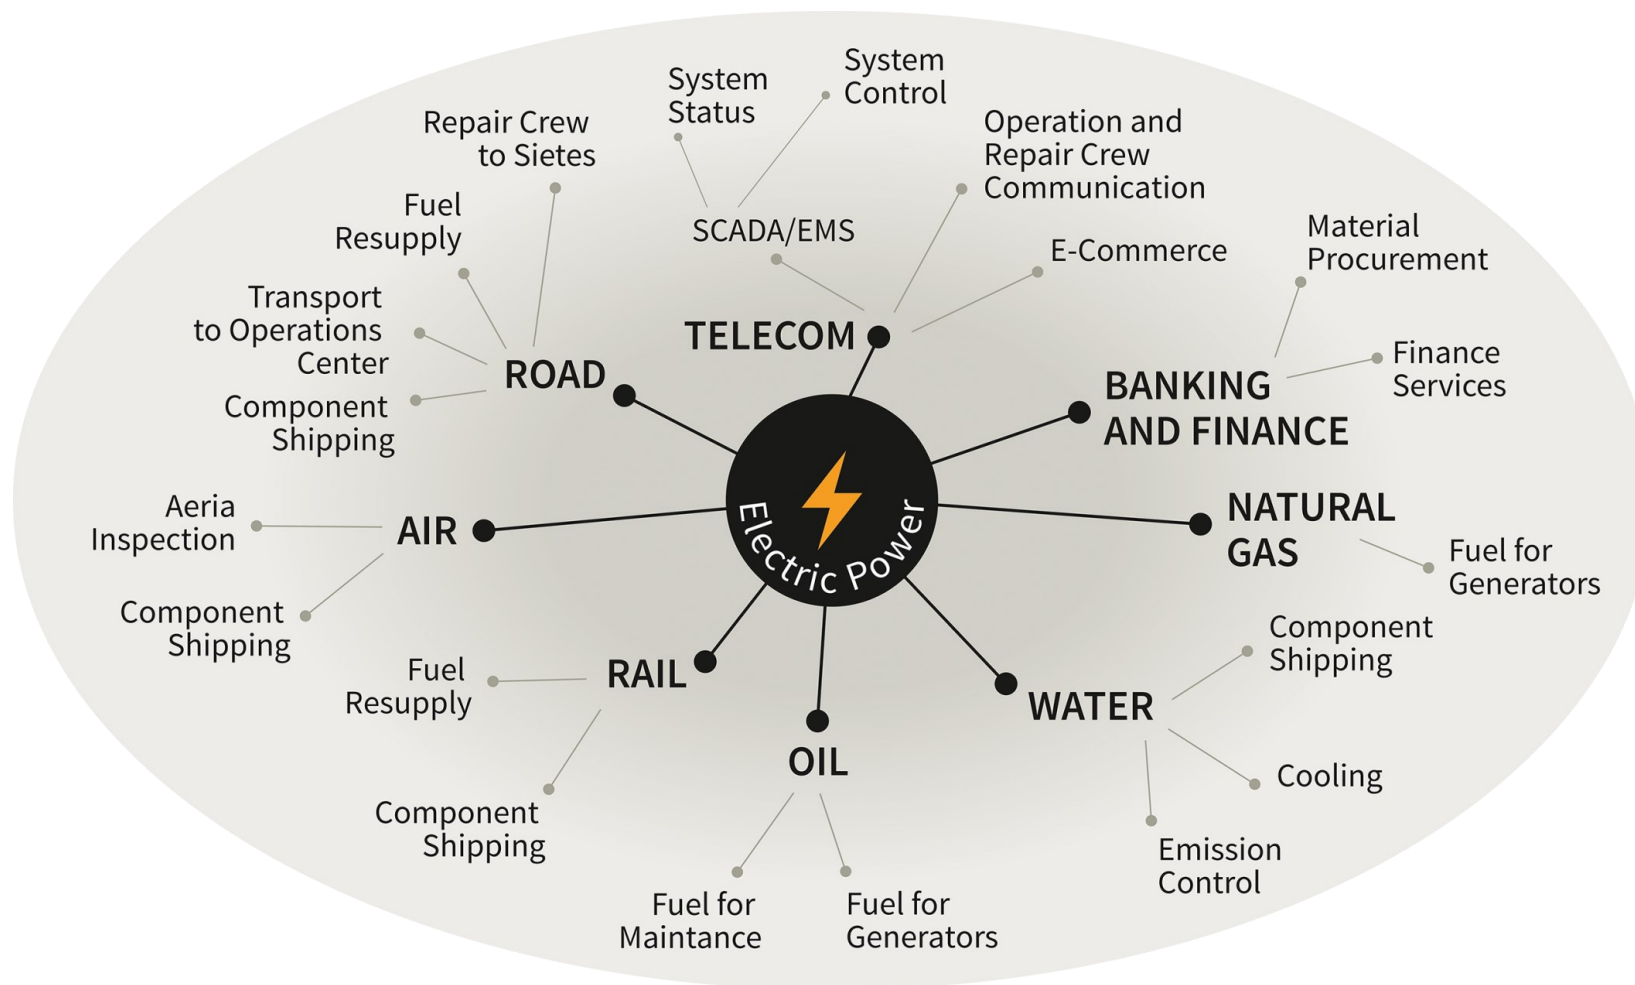 System
Status
System
Control
Repair Crew
to Sietes
Operation and
Repair Crew
Communication
Fuel
Resupply
SCADA/EMS
E-Commerce
Material
Procurement
Transport
to Operations
Center
TELECOM
ROAD
BANKING
AND FINANCE
Finance
Services
Component
Shipping
Aeria
Inspection
AIR
Electric Power
NATURAL
GAS
Fuel for
Generators
Component
Shipping
Component
Shipping
Fuel
Resupply
RAIL
WATER
OIL
Cooling
Component
Shipping
Emission
Control
Fuel for
Maintance
Fuel for
Generators